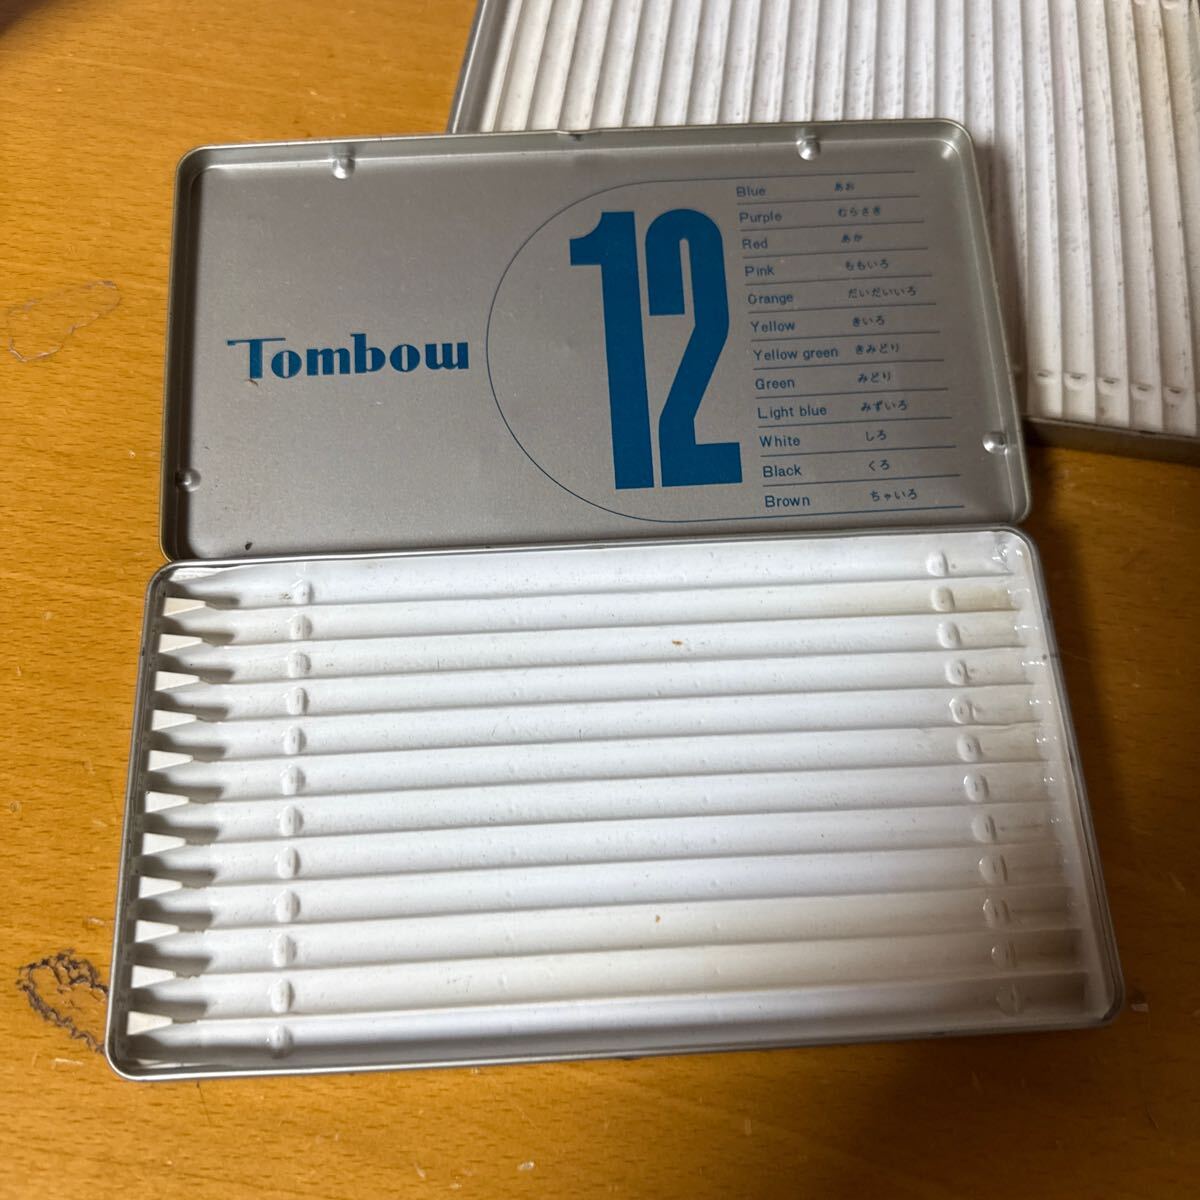 Tombow
12
Blue あお
Purple むらさき
Red あか
Pink ももいろ
Orange だいだいいろ
Yellow きいろ
Yellow green きみどり
Green みどり
Light blue みずいろ
White しろ
Black くろ
Brown ちゃいろ